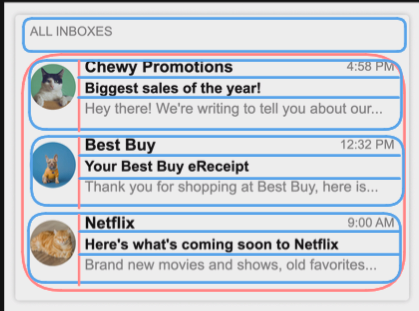 ALL INBOXES
Chewy Promotions 4:58 PM
Biggest sales of the year!
Hey there! We're writing to tell you about our...
Best Buy 12:32 PM
Your Best Buy eReceipt
Thank you for shopping at Best Buy, here is...
Netflix 9:00 AM
Here's what's coming soon to Netflix
Brand new movies and shows, old favorites...